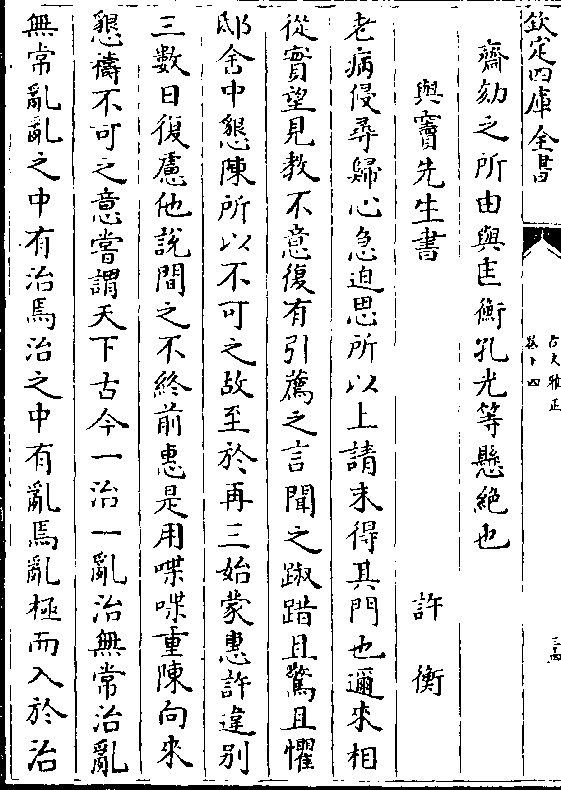 欽定四庫全書
古文雅正
卷十四
三四
齋劾之所由與匡衡孔光等懸絶也
與竇先生書　許衡
老病侵尋歸心急迫思所以上請未得其門也邇來相
從實望見教不意復有引薦之言聞之踧踖且驚且懼
邸舍中懇陳所以不可之故至於再三始蒙惠許違别
三數日復慮他說間之不終前惠是用喋喋重陳向來
懇禱不可之意嘗謂天下古今一治一亂治無常治亂
無常亂亂之中有治焉治之中有亂焉亂極而入於治